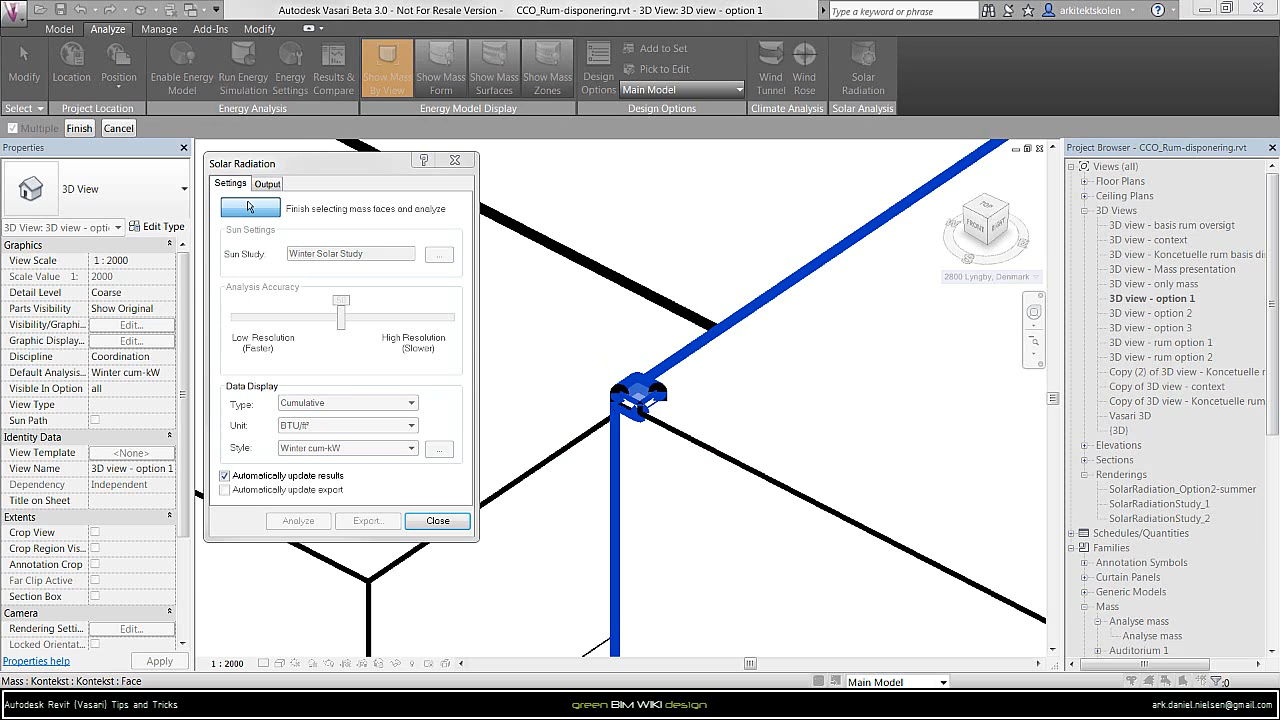 Autodesk Vasari Beta 3.0 - Not For Resale Version - CCO_Rum-disponering.rvt - 3D View: 3D view - option 1
Type a keyword or phrase
arkitektskolen
Model Analyze Manage Add-Ins Modify
Modify
Location
Position
Enable Energy Model
Run Energy Simulation
Energy Settings
Results & Compare
Show Mass By View
Show Mass Form
Show Mass Surfaces
Show Mass Zones
Design Options
Add to Set
Pick to Edit
Main Model
Wind Tunnel
Wind Rose
Solar Radiation
Select
Project Location
Energy Analysis
Energy Model Display
Design Options
Climate Analysis
Solar Analysis
Multiple Finish Cancel
Properties
3D View
3D View: 3D view - opti
Edit Type
Graphics
View Scale 1 : 2000
Scale Value 1: 2000
Detail Level Coarse
Parts Visibility Show Original
Visibility/Graphi... Edit...
Graphic Display... Edit...
Discipline Coordination
Default Analysis... Winter cum-kW
Visible In Option all
View Type
Sun Path
Identity Data
View Template <None>
View Name 3D view - option 1
Dependency Independent
Title on Sheet
Extents
Crop View
Crop Region Vis...
Annotation Crop
Far Clip Active
Section Box
Camera
Rendering Setti... Edit...
Locked Orientat...
Properties help
Apply
Solar Radiation
Settings Output
Finish selecting mass faces and analyze
Sun Settings
Sun Study: Winter Solar Study ...
Analysis Accuracy
Low Resolution (Faster)
High Resolution (Slower)
Data Display
Type: Cumulative
Unit: BTU/ft²
Style: Winter cum-kW ...
Automatically update results
Automatically update export
Analyze Export... Close
TOP
FRONT
RIGHT
2800 Lyngby, Denmark
Project Browser - CCO_Rum-disponering.rvt
Views (all)
Floor Plans
Ceiling Plans
3D Views
3D view - basis rum oversigt
3D view - context
3D view - Koncetuelle rum basis di
3D view - Mass presentation
3D view - only mass
3D view - option 1
3D view - option 2
3D view - option 3
3D view - rum option 1
3D view - rum option 2
Copy (2) of 3D view - Koncetuelle
Copy of 3D view - context
Copy of 3D view - Koncetuelle rum
Vasari 3D
{3D}
Elevations
Sections
Renderings
SolarRadiation_Option2-summer
SolarRadiationStudy_1
SolarRadiationStudy_2
Schedules/Quantities
Families
Annotation Symbols
Curtain Panels
Generic Models
Mass
Analyse mass
Analyse mass
Auditorium 1
1 : 2000
Mass : Kontekst : Kontekst : Face
Main Model
:0
Autodesk Revit (Vasari) Tips and Tricks
green BIM WIKI design
ark.daniel.nielsen@gmail.com